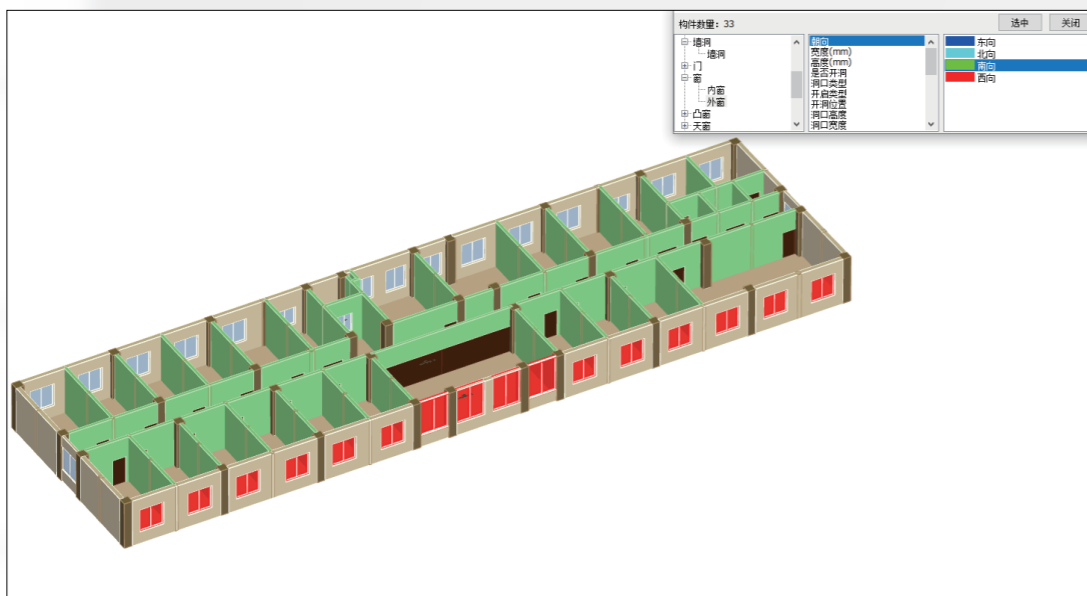 构件数量: 33
选中
关闭
墙洞
墙洞
门
窗
内窗
外窗
凸窗
天窗
朝向
宽度(mm)
高度(mm)
是否开洞
洞口类型
开启类型
开洞位置
洞口高度
洞口宽度
东向
北向
南向
西向